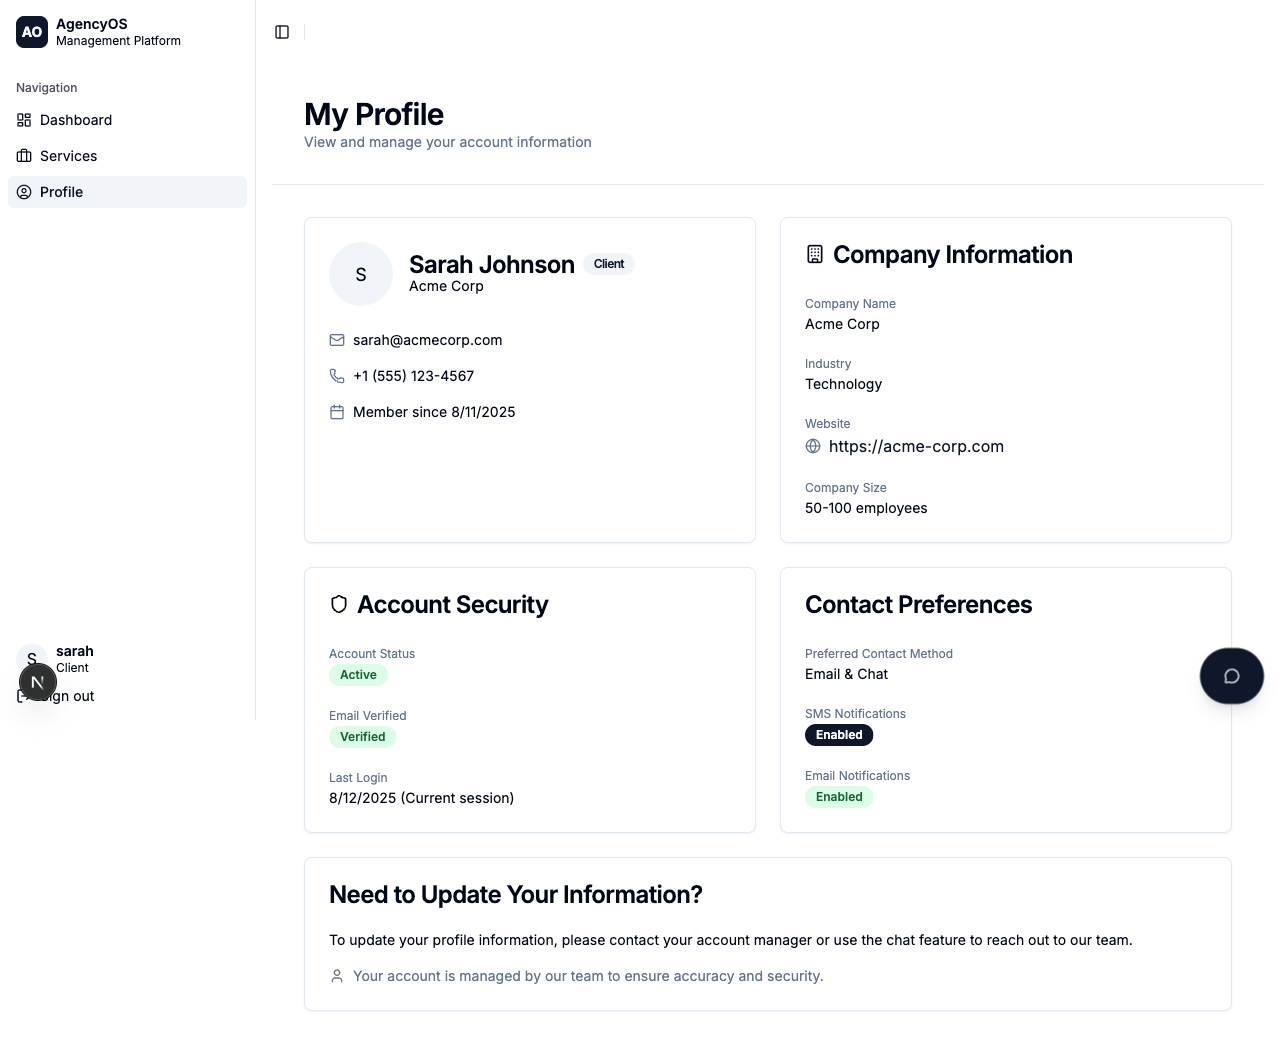 AO
AgencyOS
Management Platform
Navigation
Dashboard
Services
Profile
S
sarah
Client
N
gn out
My Profile
View and manage your account information
S
Sarah Johnson
Client
Acme Corp
sarah@acmecorp.com
+1 (555) 123-4567
Member since 8/11/2025
Company Information
Company Name
Acme Corp
Industry
Technology
Website
https://acme-corp.com
Company Size
50-100 employees
Account Security
Account Status
Active
Email Verified
Verified
Last Login
8/12/2025 (Current session)
Contact Preferences
Preferred Contact Method
Email & Chat
SMS Notifications
Enabled
Email Notifications
Enabled
Need to Update Your Information?
To update your profile information, please contact your account manager or use the chat feature to reach out to our team.
Your account is managed by our team to ensure accuracy and security.